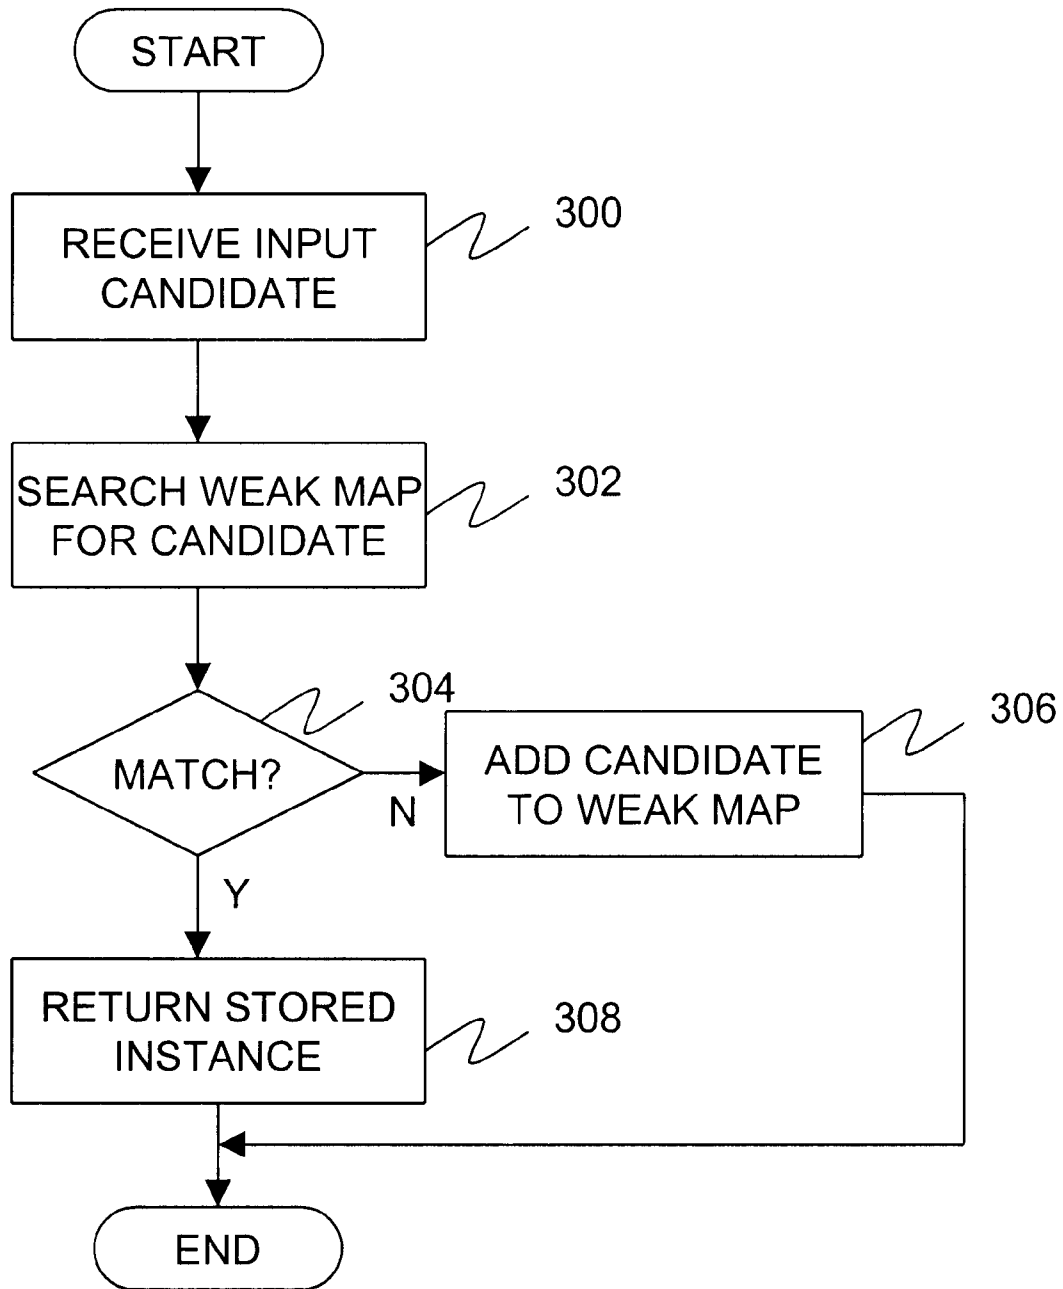 START
RECEIVE INPUT
CANDIDATE
300
SEARCH WEAK MAP
FOR CANDIDATE
302
MATCH?
304
N
ADD CANDIDATE
TO WEAK MAP
306
Y
RETURN STORED
INSTANCE
308
END